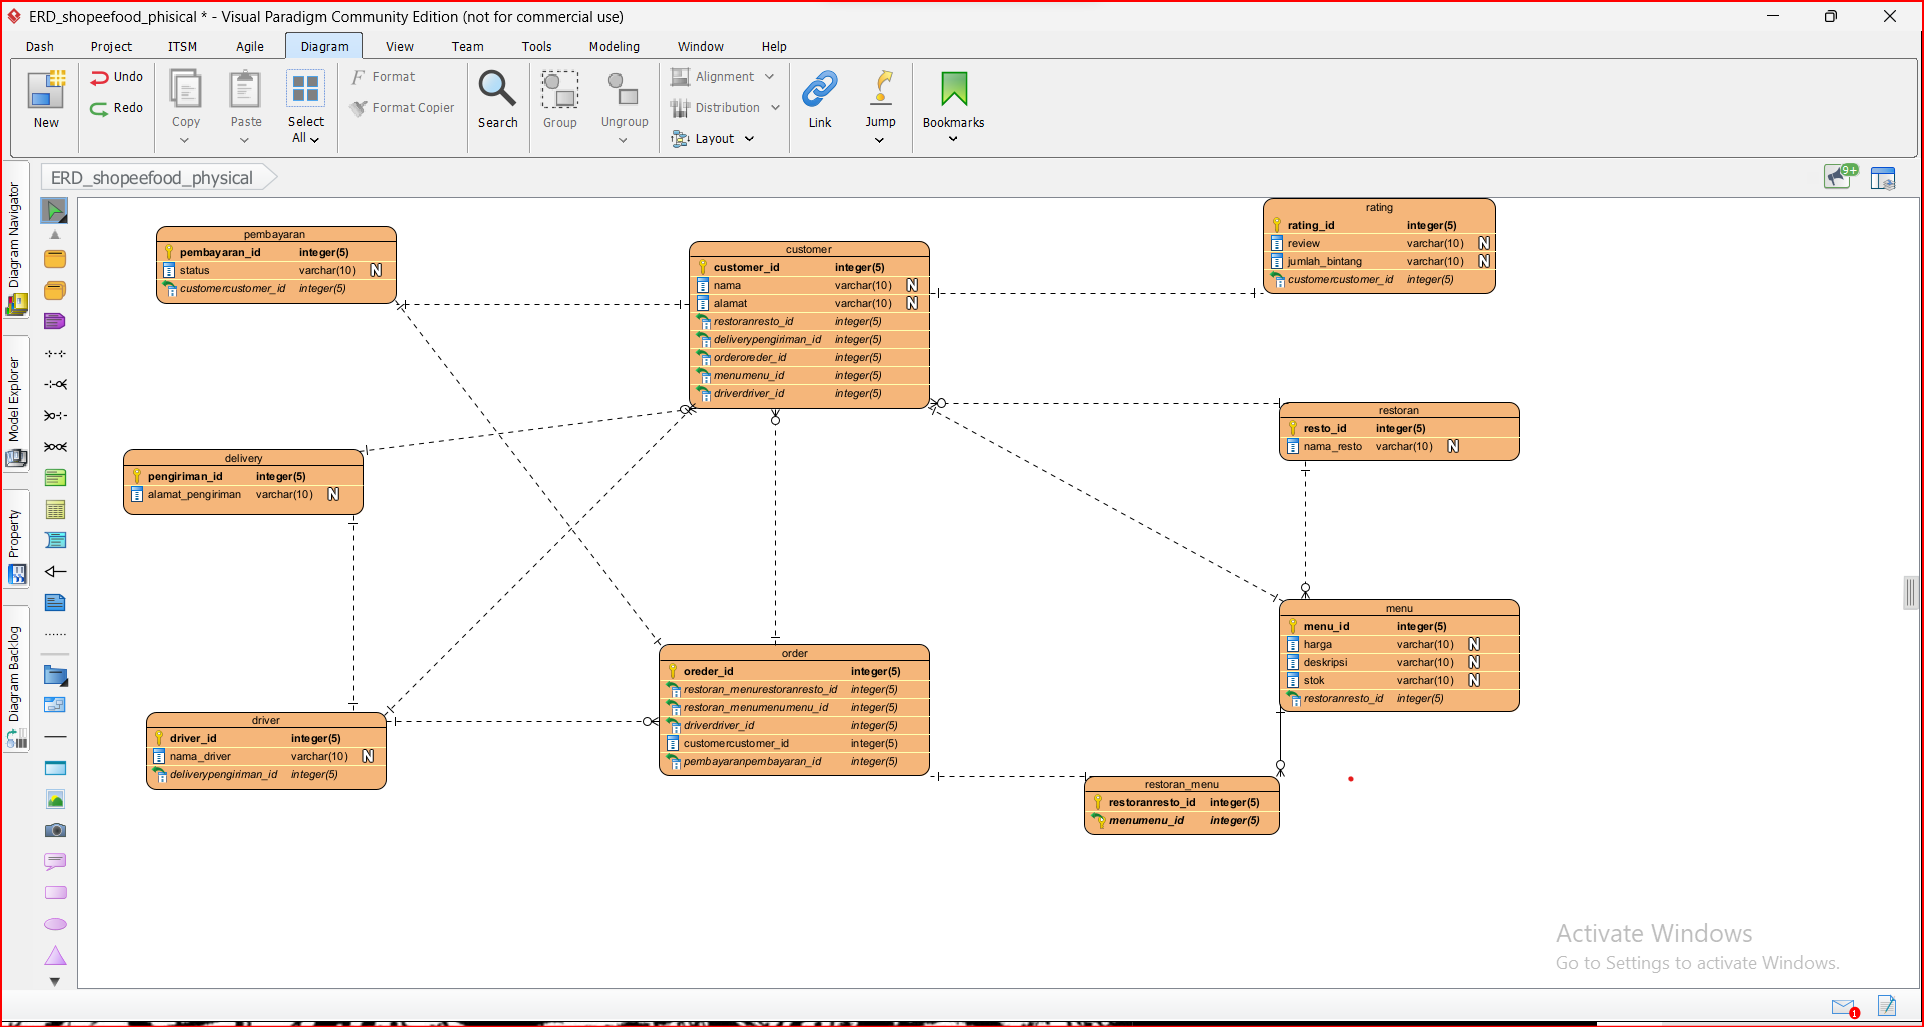 ERD_shopeefood_phisical * - Visual Paradigm Community Edition (not for commercial use)
Dash Project ITSM Agile Diagram View Team Tools Modeling Window Help
New
Undo
Redo
Copy
Paste
Select
All
Format
Format Copier
Search
Group
Ungroup
Alignment
Distribution
Layout
Link
Jump
Bookmarks
ERD_shopeefood_physical
9+
Diagram Navigator
Model Explorer
Property
Diagram Backlog
pembayaran
pembayaran_id integer(5)
status varchar(10) N
customercustomer_id integer(5)
customer
customer_id integer(5)
nama varchar(10) N
alamat varchar(10) N
restoranresto_id integer(5)
deliverypengiriman_id integer(5)
orderoreder_id integer(5)
menumenu_id integer(5)
driverdriver_id integer(5)
rating
rating_id integer(5)
review varchar(10) N
jumlah_bintang varchar(10) N
customercustomer_id integer(5)
restoran
resto_id integer(5)
nama_resto varchar(10) N
delivery
pengiriman_id integer(5)
alamat_pengiriman varchar(10) N
menu
menu_id integer(5)
harga varchar(10) N
deskripsi varchar(10) N
stok varchar(10) N
restoranresto_id integer(5)
order
oreder_id integer(5)
restoran_menurestoranresto_id integer(5)
restoran_menumenumenu_id integer(5)
driverdriver_id integer(5)
customercustomer_id integer(5)
pembayaranpembayaran_id integer(5)
driver
driver_id integer(5)
nama_driver varchar(10) N
deliverypengiriman_id integer(5)
restoran_menu
restoranresto_id integer(5)
menumenu_id integer(5)
Activate Windows
Go to Settings to activate Windows.
1